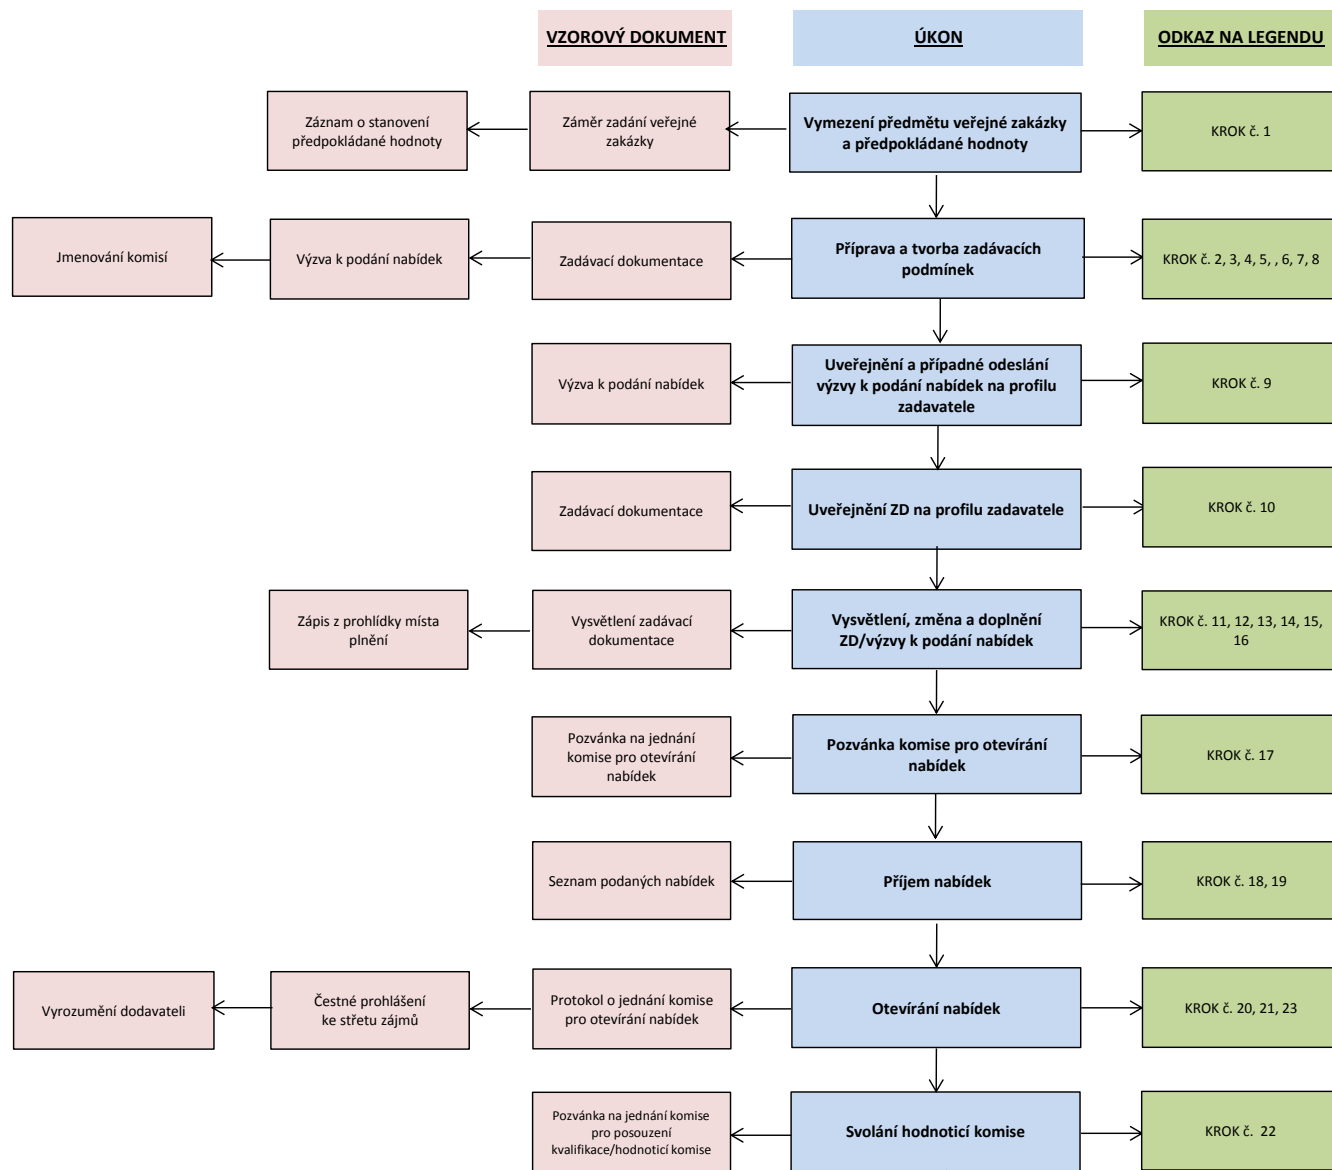 VZOROVÝ DOKUMENT
ÚKON
ODKAZ NA LEGENDU
Záznam o stanovení
předpokládané hodnoty
Záměr zadání veřejné
zakázky
Vymezení předmětu veřejné zakázky
a předpokládané hodnoty
KROK č. 1
Jmenování komisí
Výzva k podání nabídek
Zadávací dokumentace
Příprava a tvorba zadávacích
podmínek
KROK č. 2, 3, 4, 5, , 6, 7, 8
Výzva k podání nabídek
Uveřejnění a případné odeslání
výzvy k podání nabídek na profilu
zadavatele
KROK č. 9
Zadávací dokumentace
Uveřejnění ZD na profilu zadavatele
KROK č. 10
Zápis z prohlídky místa
plnění
Vysvětlení zadávací
dokumentace
Vysvětlení, změna a doplnění
ZD/výzvy k podání nabídek
KROK č. 11, 12, 13, 14, 15,
16
Pozvánka na jednání
komise pro otevírání
nabídek
Pozvánka komise pro otevírání
nabídek
KROK č. 17
Seznam podaných nabídek
Příjem nabídek
KROK č. 18, 19
Vyrozumění dodavateli
Čestné prohlášení
ke střetu zájmů
Protokol o jednání komise
pro otevírání nabídek
Otevírání nabídek
KROK č. 20, 21, 23
Pozvánka na jednání komise
pro posouzení
kvalifikace/hodnoticí komise
Svolání hodnoticí komise
KROK č.  22